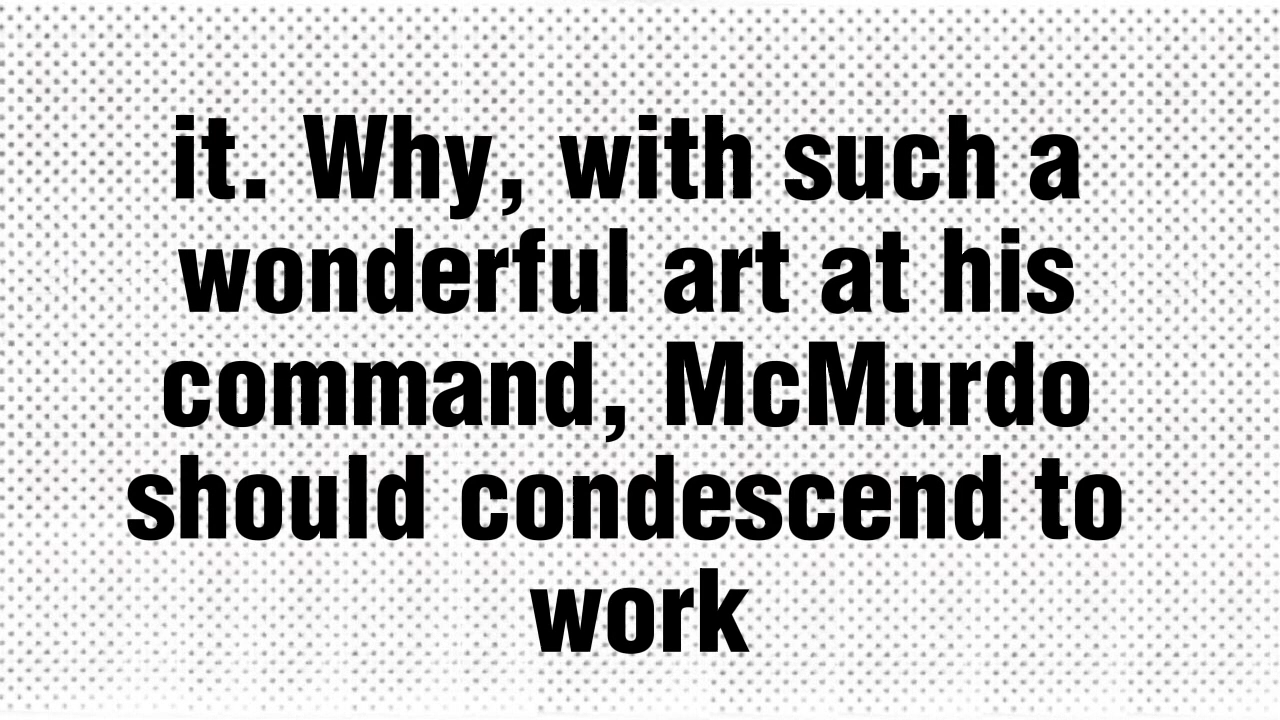 it. Why, with such a
wonderful art at his
command, McMurdo
should condescend to
work